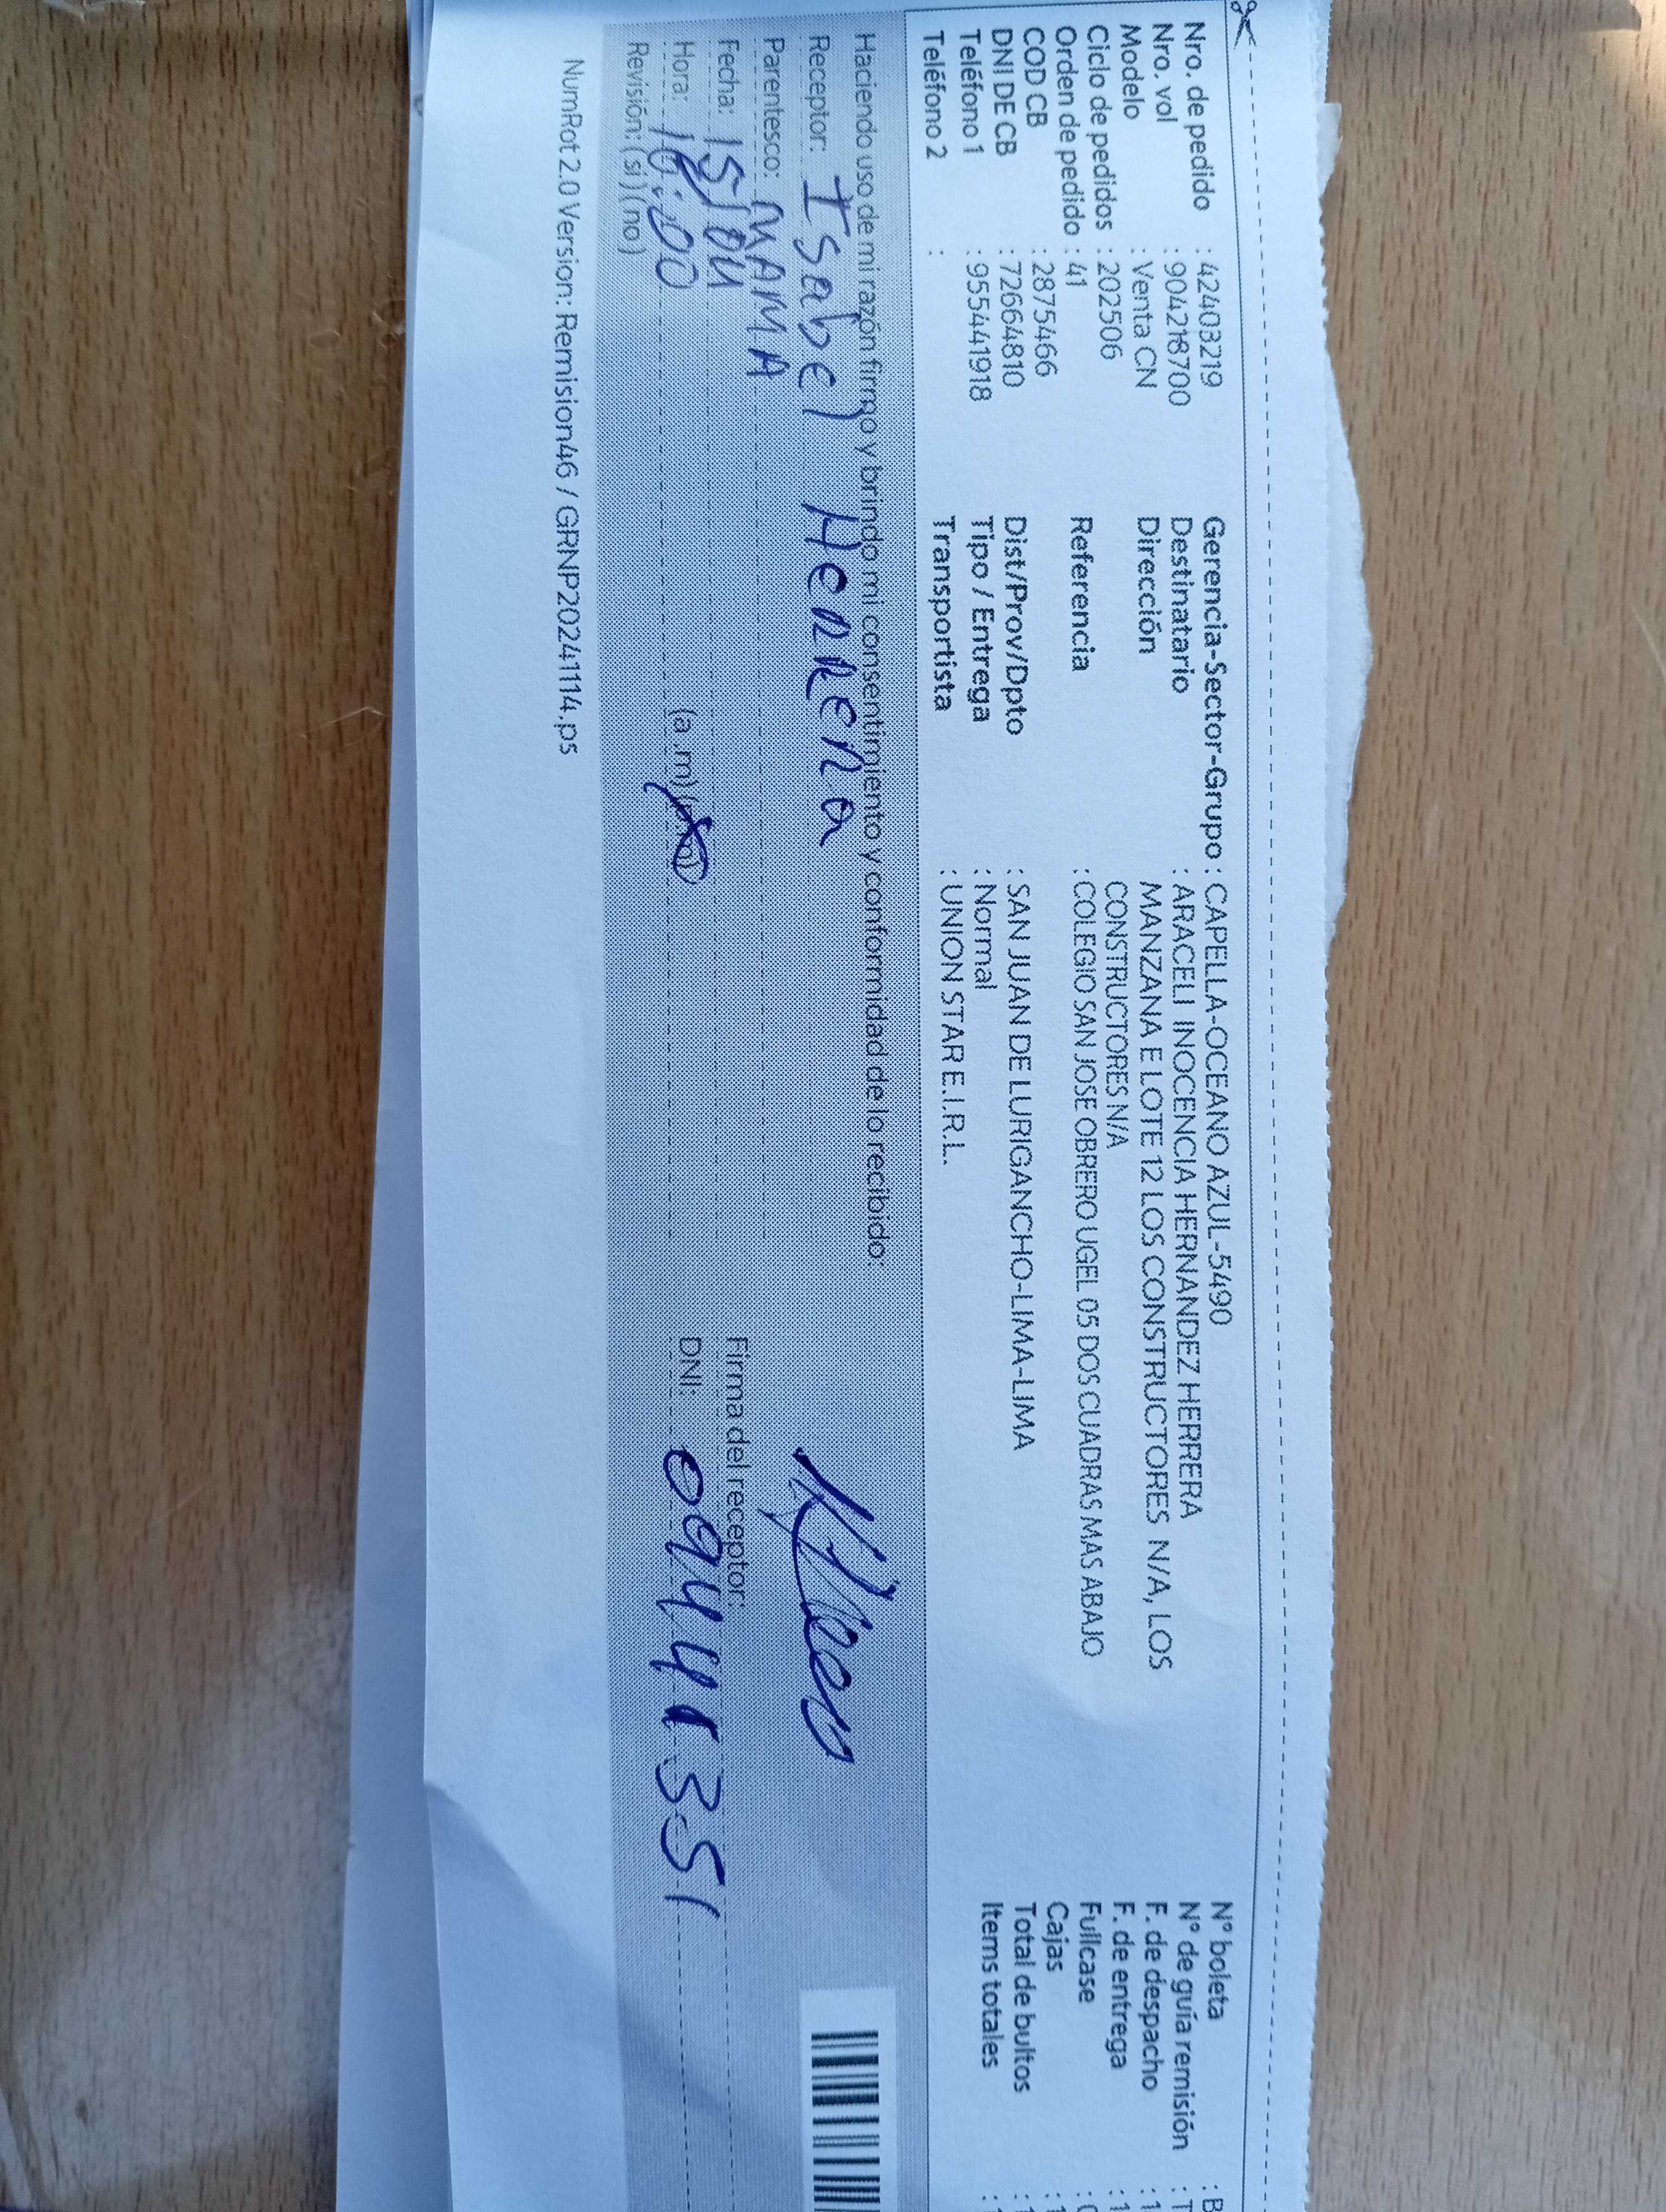 Nro. de pedido : 42403219
Nro. vol : 904218700
Modelo : Venta CN
Ciclo de pedidos : 202506
Orden de pedido : 41
COD CB : 2875466
DNI DE CB : 72664810
Teléfono 1 : 955441918
Teléfono 2 :
Gerencia-Sector-Grupo : CAPELLA-OCEANO AZUL-5490
Destinatario : ARACELI INOCENCIA HERNANDEZ HERRERA
Dirección MANZANA E LOTE 12 LOS CONSTRUCTORES N/A, LOS
CONSTRUCTORES N/A
Referencia : COLEGIO SAN JOSE OBRERO UGEL 05 DOS CUADRAS MAS ABAJO
Dist/Prov/Dpto : SAN JUAN DE LURIGANCHO-LIMA-LIMA
Tipo / Entrega : Normal
Transportista : UNION STAR E.I.R.L.
N° boleta : B
N° de guía remisión : T
F. de despacho : 1
F. de entrega : 1
Fullcase : 0
Cajas : 1
Total de bultos : 1
Items totales : 1
Haciendo uso de mi razón firmo y brindo mi consentimiento y conformidad de lo recibido:
Receptor: Isabel Herrera
Parentesco: MAMA
Fecha: 15/04
Hora: :00 (a.m)
Revisión: (si) (no)
Firma del receptor:
DNI: 09441351
NumRot 2.0 Version: Remision46 / GRNP20241114.ps